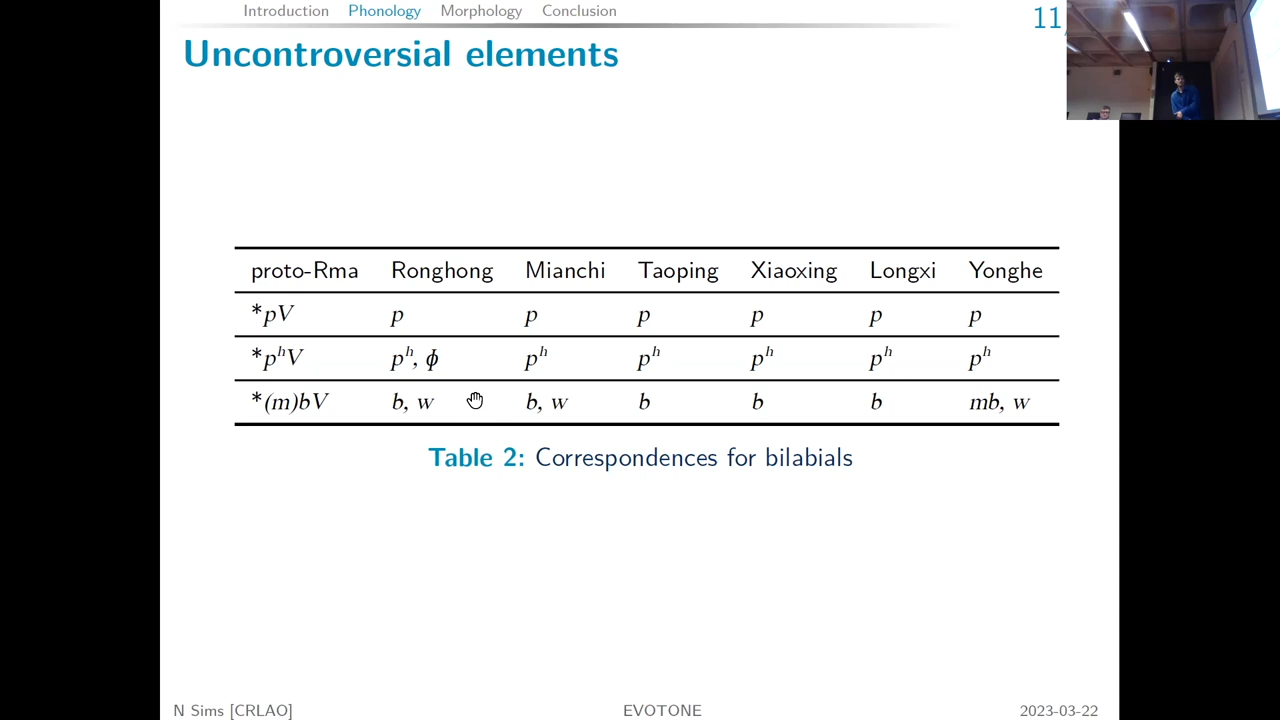 Introduction Phonology Morphology Conclusion
11
Uncontroversial elements
proto-Rma Ronghong Mianchi Taoping Xiaoxing Longxi Yonghe
*pV p p p p p p
*pʰV pʰ, ϕ pʰ pʰ pʰ pʰ pʰ
*(m)bV b, w b, w b b b mb, w
Table 2: Correspondences for bilabials
N Sims [CRLAO] EVOTONE 2023-03-22